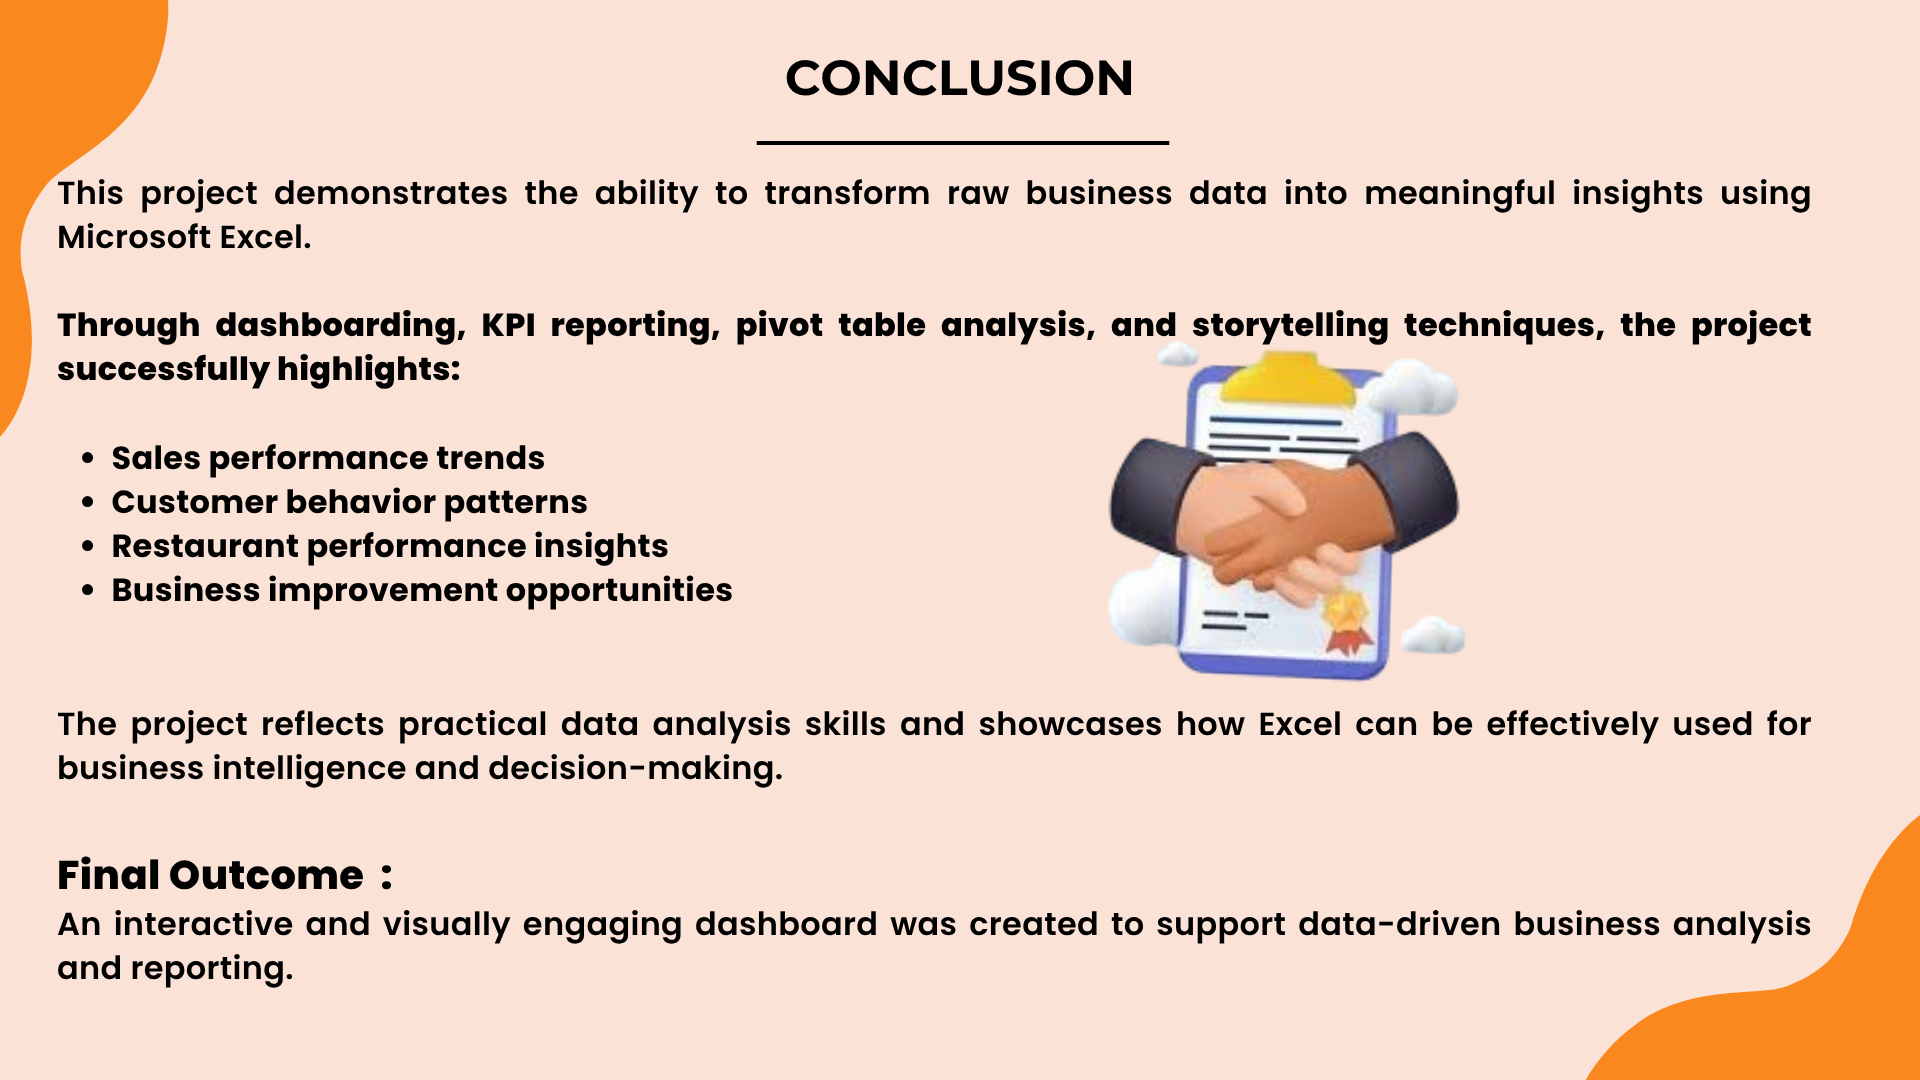 CONCLUSION
This project demonstrates the ability to transform raw business data into meaningful insights using
Microsoft Excel.
Through dashboarding, KPI reporting, pivot table analysis, and storytelling techniques, the project
successfully highlights:
• Sales performance trends
• Customer behavior patterns
• Restaurant performance insights
• Business improvement opportunities
The project reflects practical data analysis skills and showcases how Excel can be effectively used for
business intelligence and decision-making.
Final Outcome :
An interactive and visually engaging dashboard was created to support data-driven business analysis
and reporting.